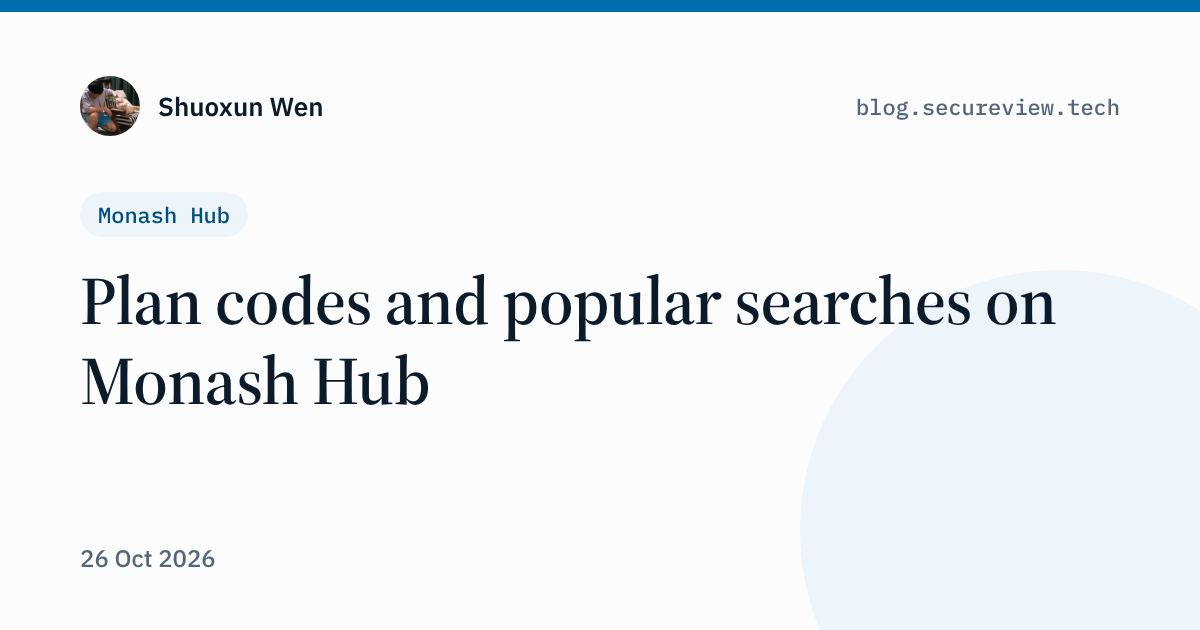 Shuoxun Wen
blog.secureview.tech
Monash Hub
Plan codes and popular searches on
Monash Hub
26 Oct 2026